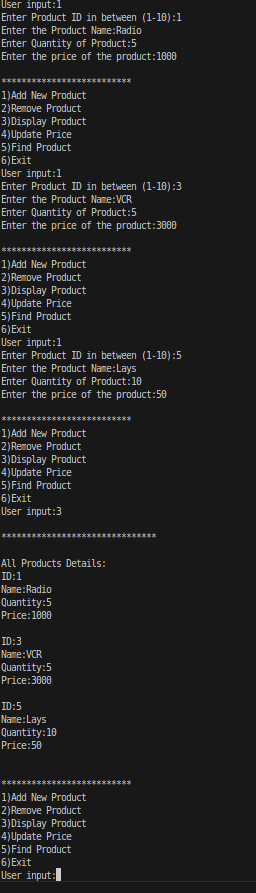 User input:1
Enter Product ID in between (1-10):1
Enter the Product Name:Radio
Enter Quantity of Product:5
Enter the price of the product:1000

**************************
1)Add New Product
2)Remove Product
3)Display Product
4)Update Price
5)Find Product
6)Exit
User input:1
Enter Product ID in between (1-10):3
Enter the Product Name:VCR
Enter Quantity of Product:5
Enter the price of the product:3000

**************************
1)Add New Product
2)Remove Product
3)Display Product
4)Update Price
5)Find Product
6)Exit
User input:1
Enter Product ID in between (1-10):5
Enter the Product Name:Lays
Enter Quantity of Product:10
Enter the price of the product:50

**************************
1)Add New Product
2)Remove Product
3)Display Product
4)Update Price
5)Find Product
6)Exit
User input:3

*******************************

All Products Details:
ID:1
Name:Radio
Quantity:5
Price:1000

ID:3
Name:VCR
Quantity:5
Price:3000

ID:5
Name:Lays
Quantity:10
Price:50


**************************
1)Add New Product
2)Remove Product
3)Display Product
4)Update Price
5)Find Product
6)Exit
User input: